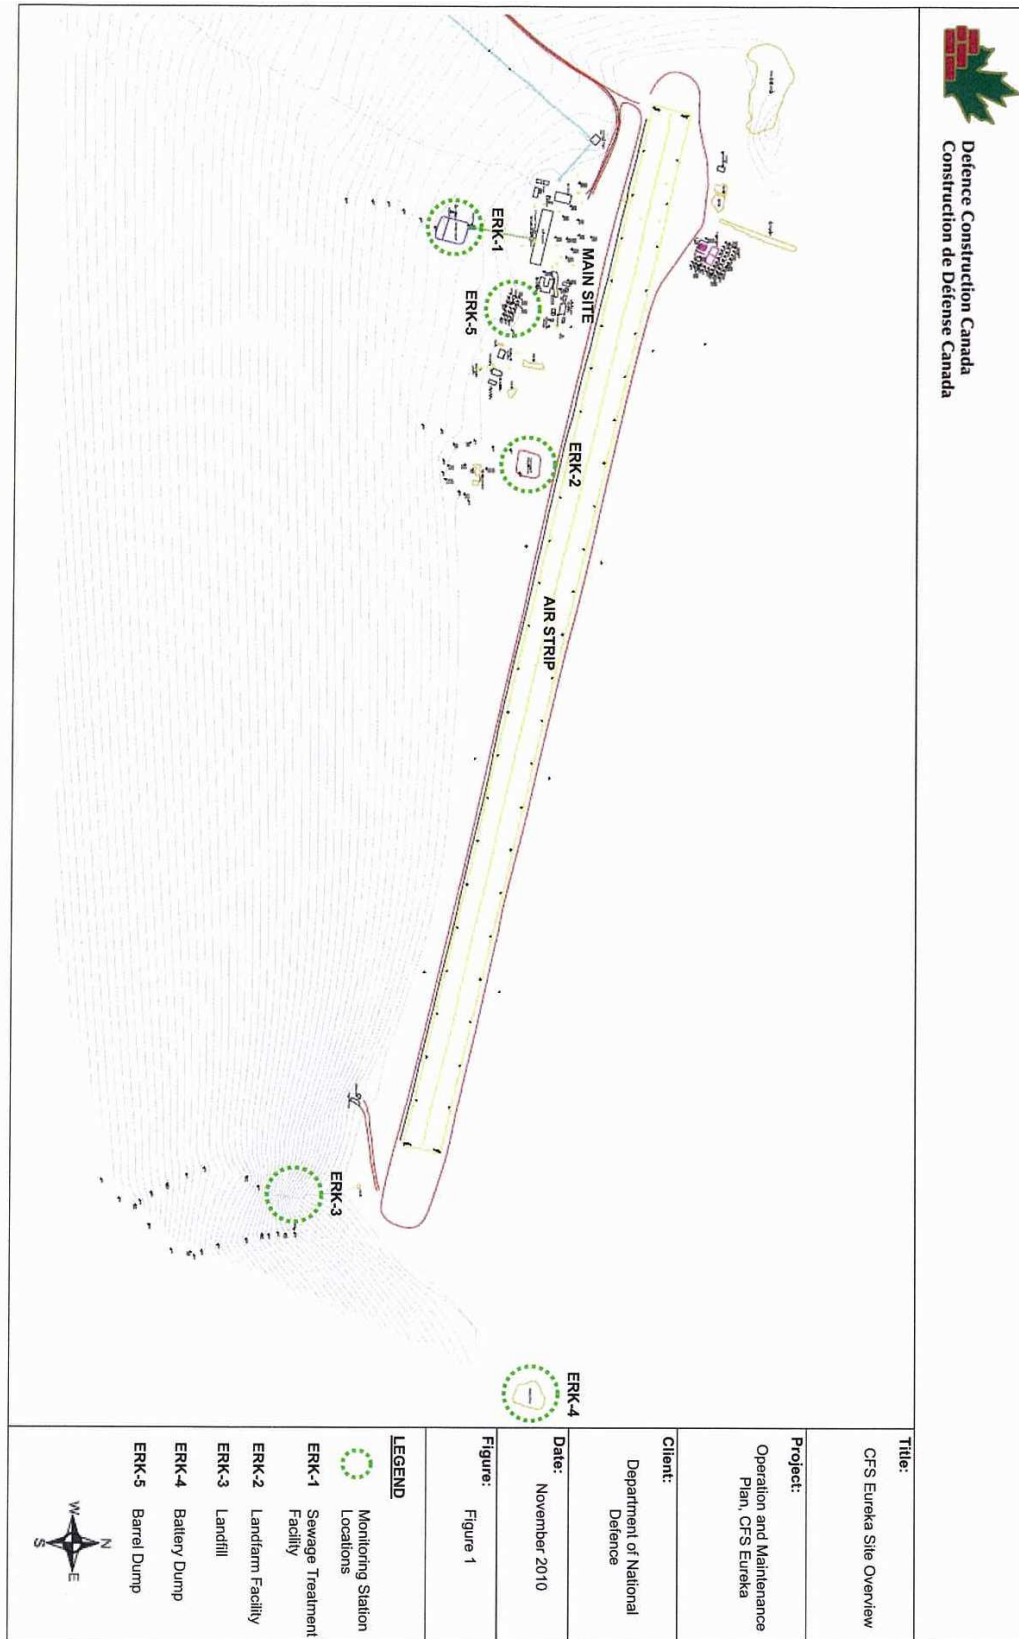 Defence Construction Canada
Construction de Défense Canada
ERK-1
MAIN SITE
ERK-5
ERK-2
AIR STRIP
ERK-3
ERK-4
Title:
CFS Eureka Site Overview
Project:
Operation and Maintenance
Plan, CFS Eureka
Client:
Department of National
Defence
Date:
November 2010
Figure:
Figure 1
LEGEND
Monitoring Station
Locations
ERK-1 Sewage Treatment
Facility
ERK-2 Landfarm Facility
ERK-3 Landfill
ERK-4 Battery Dump
ERK-5 Barrel Dump
N
W
E
S